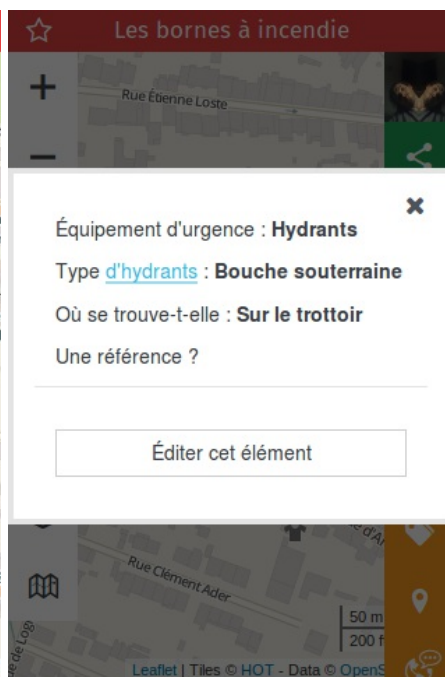 Les bornes à incendie
+
Rue Étienne Loste
−
Équipement d'urgence : Hydrants
Type d'hydrants : Bouche souterraine
Où se trouve-t-elle : Sur le trottoir
Une référence ?
Éditer cet élément
Rue Clément Ader
50 m
200 f
Leaflet | Tiles © HOT - Data © OpenS